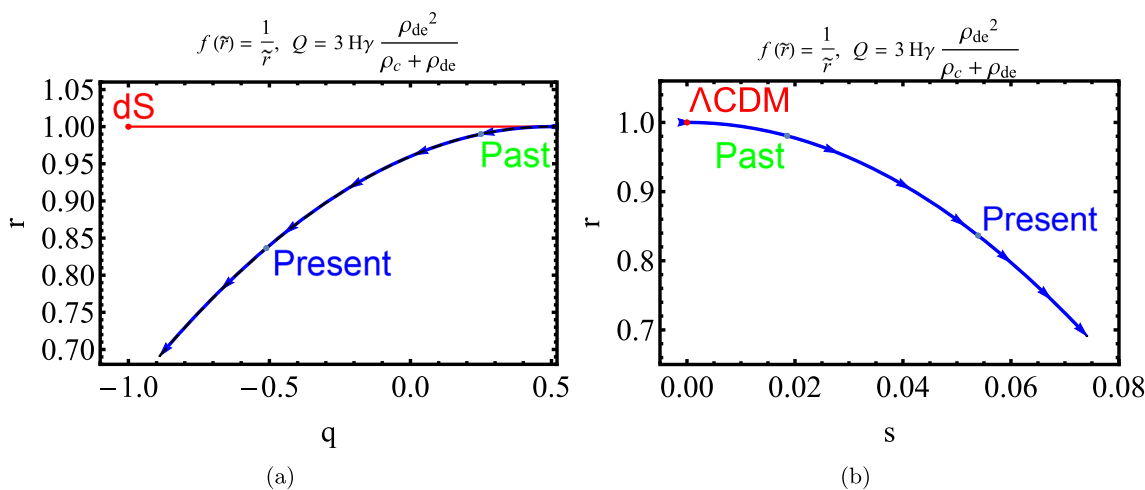 f (r̃) = 1/r̃, Q = 3 Hγ ρde²/(ρc + ρde)
1.05
1.00
0.95
0.90
0.85
0.80
0.75
0.70
r
dS
Past
Present
−1.0 −0.5 0.0 0.5
q
(a)
f (r̃) = 1/r̃, Q = 3 Hγ ρde²/(ρc + ρde)
1.0
0.9
0.8
0.7
r
ΛCDM
Past
Present
0.00 0.02 0.04 0.06 0.08
s
(b)